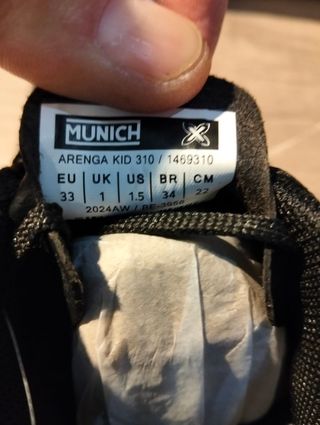 MUNICH
ARENGA KID 310 / 1469310
EU UK US BR CM
33 1 1.5 34 22
2024AW